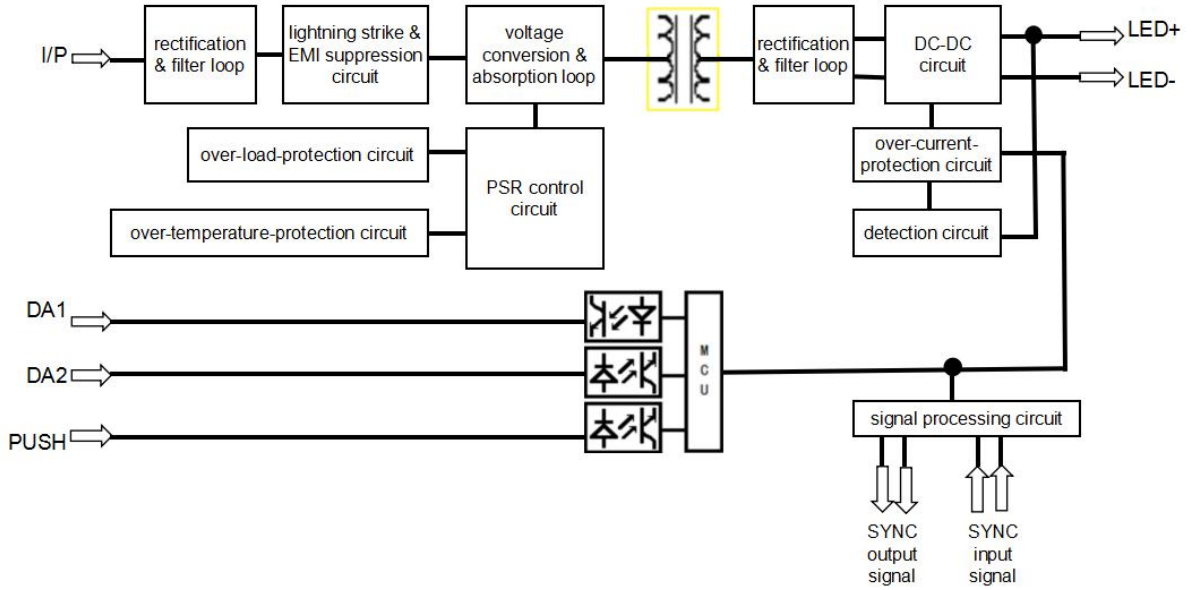 I/P
rectification
& filter loop
lightning strike &
EMI suppression
circuit
voltage
conversion &
absorption loop
rectification
& filter loop
DC-DC
circuit
LED+
LED-
over-load-protection circuit
PSR control
circuit
over-temperature-protection circuit
over-current-
protection circuit
detection circuit
DA1
DA2
PUSH
M
C
U
signal processing circuit
SYNC
output
signal
SYNC
input
signal